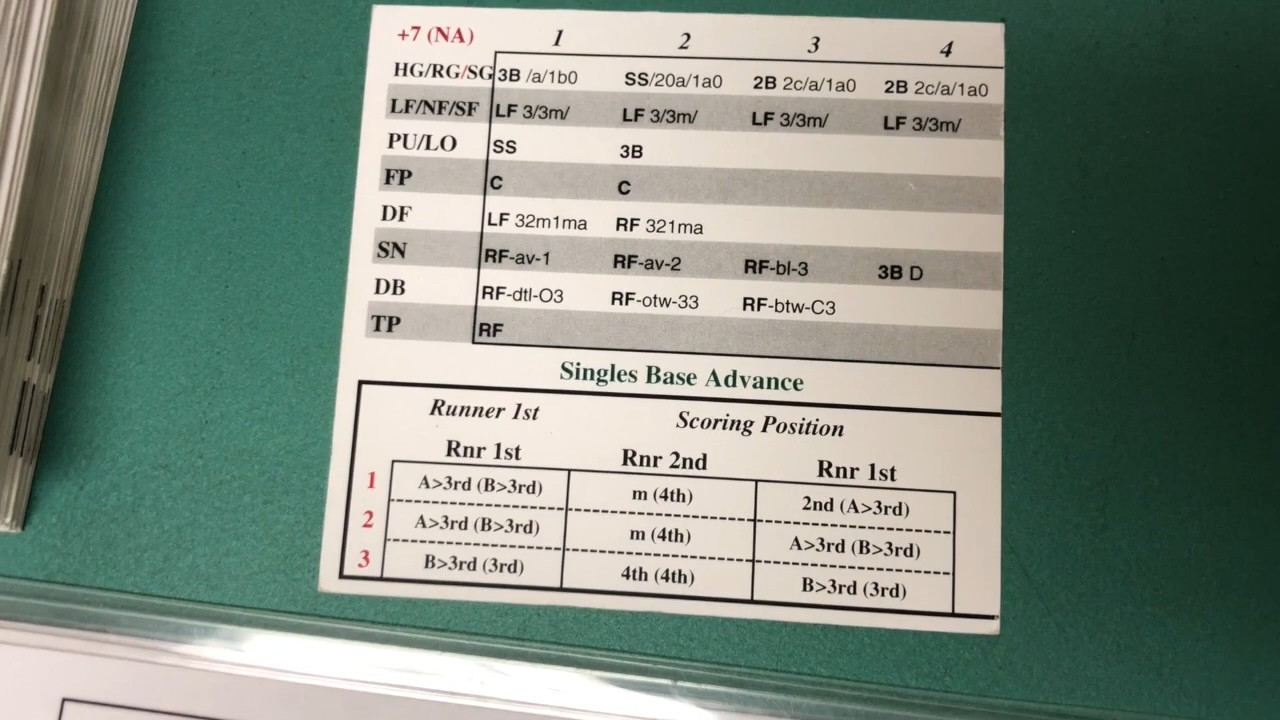 +7 (NA) 1 2 3 4
HG/RG/SG 3B /a/1b0 SS/20a/1a0 2B 2c/a/1a0 2B 2c/a/1a0
LF/NF/SF LF 3/3m/ LF 3/3m/ LF 3/3m/ LF 3/3m/
PU/LO SS 3B
FP C C
DF LF 32m1ma RF 321ma
SN RF-av-1 RF-av-2 RF-bl-3 3B D
DB RF-dtl-O3 RF-otw-33 RF-btw-C3
TP RF
Singles Base Advance
Runner 1st Scoring Position
Rnr 1st Rnr 2nd Rnr 1st
1 A>3rd (B>3rd) m (4th) 2nd (A>3rd)
2 A>3rd (B>3rd) m (4th) A>3rd (B>3rd)
3 B>3rd (3rd) 4th (4th) B>3rd (3rd)